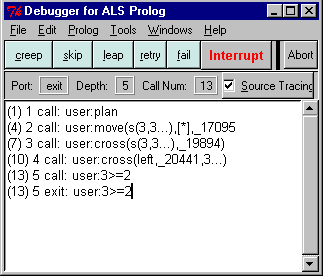 Debugger for ALS Prolog
File Edit Prolog Tools Windows Help
creep skip leap retry fail Interrupt Abort
Port: exit Depth: 5 Call Num: 13 Source Tracing
(1) 1 call: user:plan
(4) 2 call: user:move(s(3,3...),[*],_17095
(7) 3 call: user:cross(s(3,3...),_19894)
(10) 4 call: user:cross(left,_20441,3...)
(13) 5 call: user:3>=2
(13) 5 exit: user:3>=2